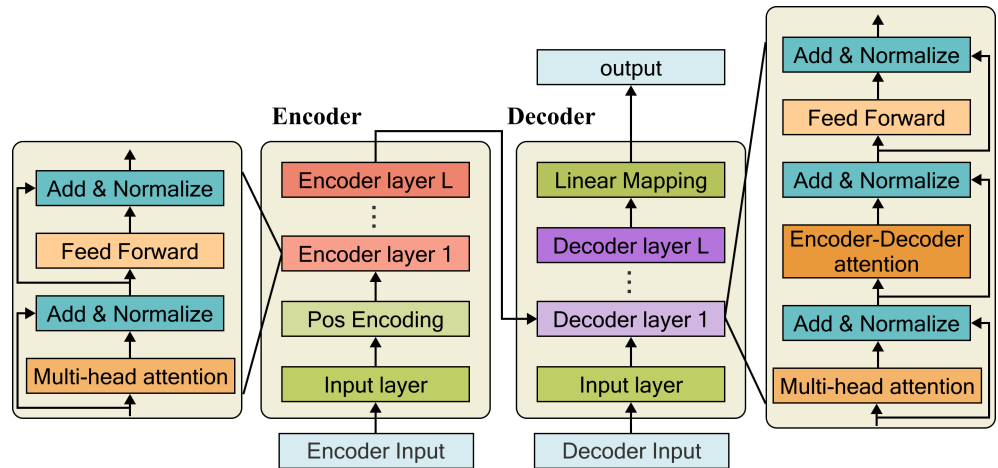 Add & Normalize
Feed Forward
Add & Normalize
Multi-head attention
Encoder
Encoder layer L
Encoder layer 1
Pos Encoding
Input layer
Encoder Input
output
Decoder
Linear Mapping
Decoder layer L
Decoder layer 1
Input layer
Decoder Input
Add & Normalize
Feed Forward
Add & Normalize
Encoder-Decoder
attention
Add & Normalize
Multi-head attention